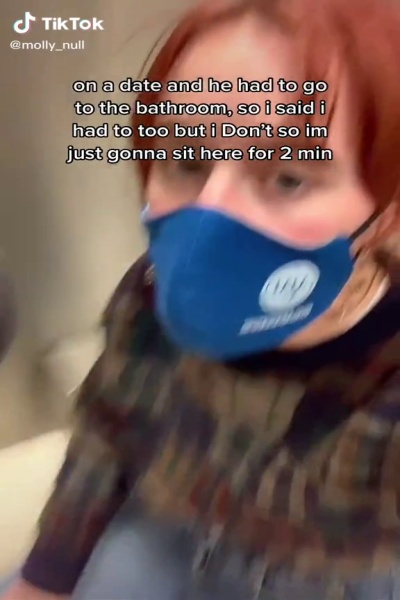 TikTok
@molly_null
on a date and he had to go
to the bathroom, so i said i
had to too but i Don't so im
just gonna sit here for 2 min